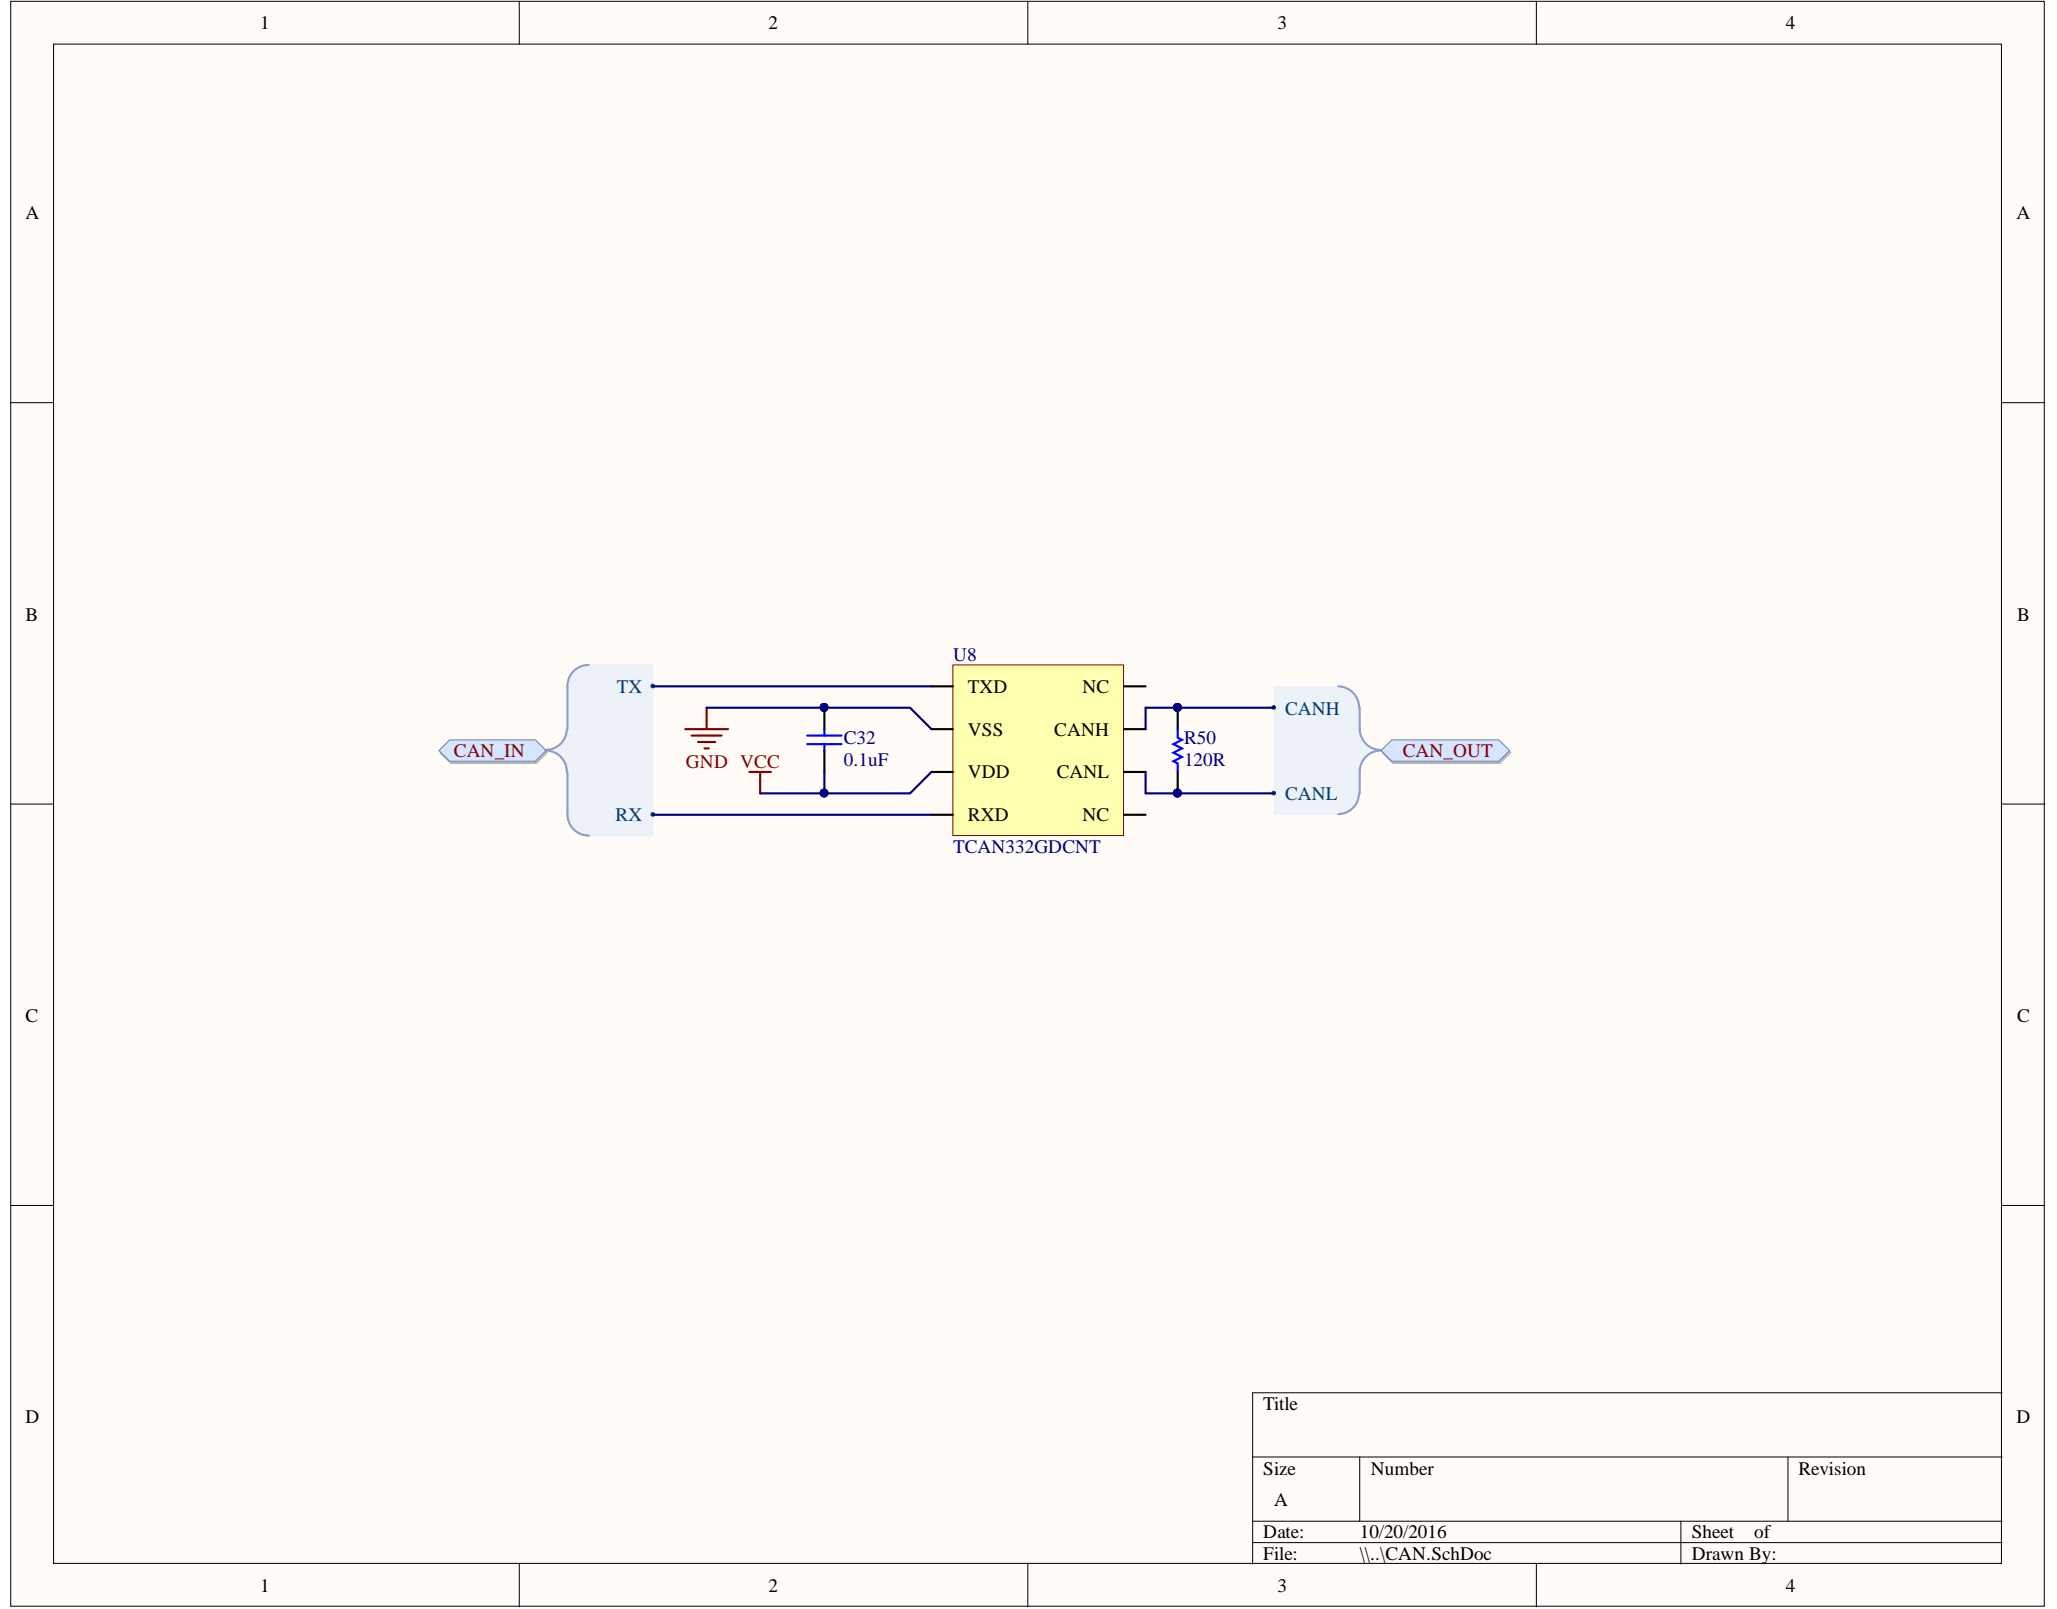 1 2 3 4
A A
B B
U8
TX TXD NC
VSS CANH CANH
C32 R50
CAN_IN CAN_OUT
GND VCC 0.1uF 120R
VDD CANL
CANL
RX RXD NC
TCAN332GDCNT
C C
Title
D D
Size Number Revision
A
Date: 10/20/2016 Sheet of
File: \\..\CAN.SchDoc Drawn By:
1 2 3 4